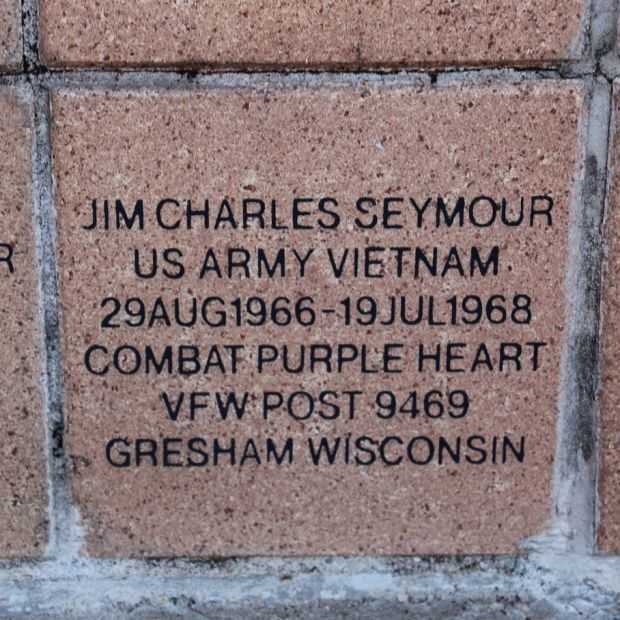 JIM CHARLES SEYMOUR
US ARMY VIETNAM
29AUG1966-19JUL1968
COMBAT PURPLE HEART
VFW POST 9469
GRESHAM WISCONSIN
R